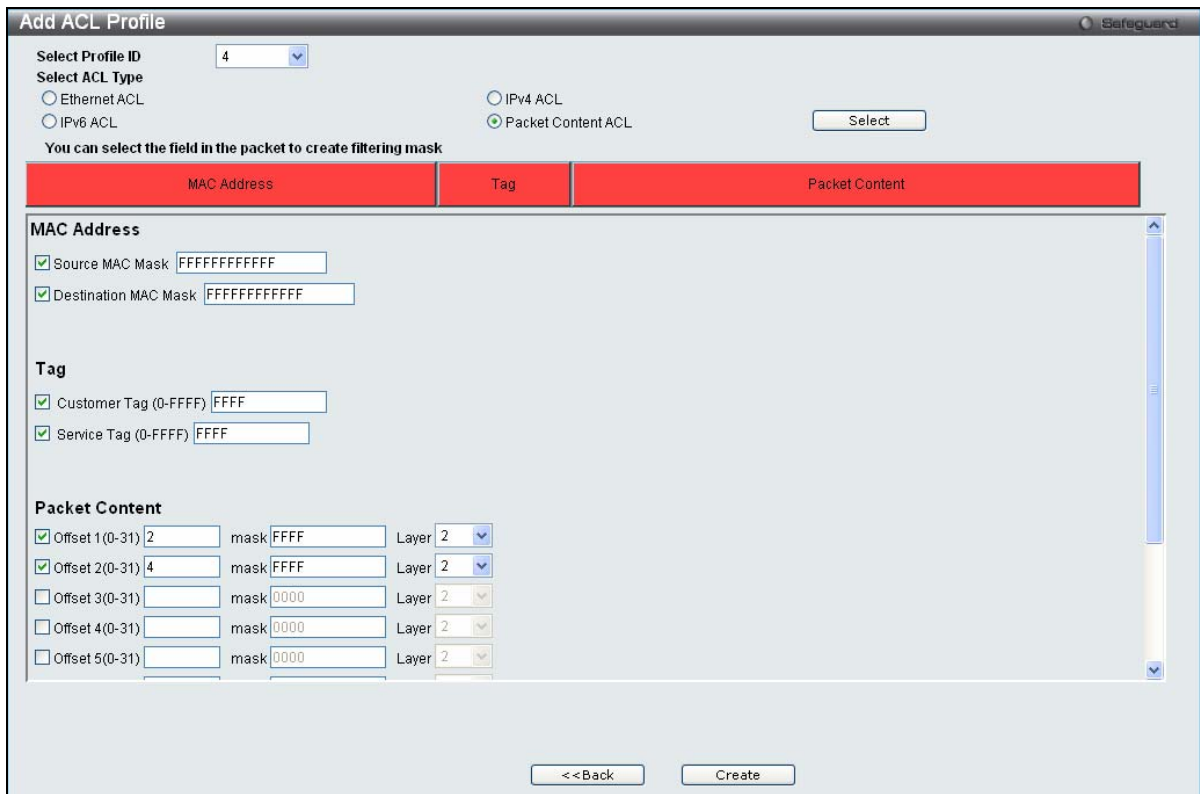 Add ACL Profile
Safeguard
Select Profile ID 4
Select ACL Type
Ethernet ACL IPv4 ACL
IPv6 ACL Packet Content ACL Select
You can select the field in the packet to create filtering mask
MAC Address Tag Packet Content
MAC Address
Source MAC Mask FFFFFFFFFFFF
Destination MAC Mask FFFFFFFFFFFF
Tag
Customer Tag (0-FFFF) FFFF
Service Tag (0-FFFF) FFFF
Packet Content
Offset 1(0-31) 2 mask FFFF Layer 2
Offset 2(0-31) 4 mask FFFF Layer 2
Offset 3(0-31) mask 0000 Layer 2
Offset 4(0-31) mask 0000 Layer 2
Offset 5(0-31) mask 0000 Layer 2
<<Back Create